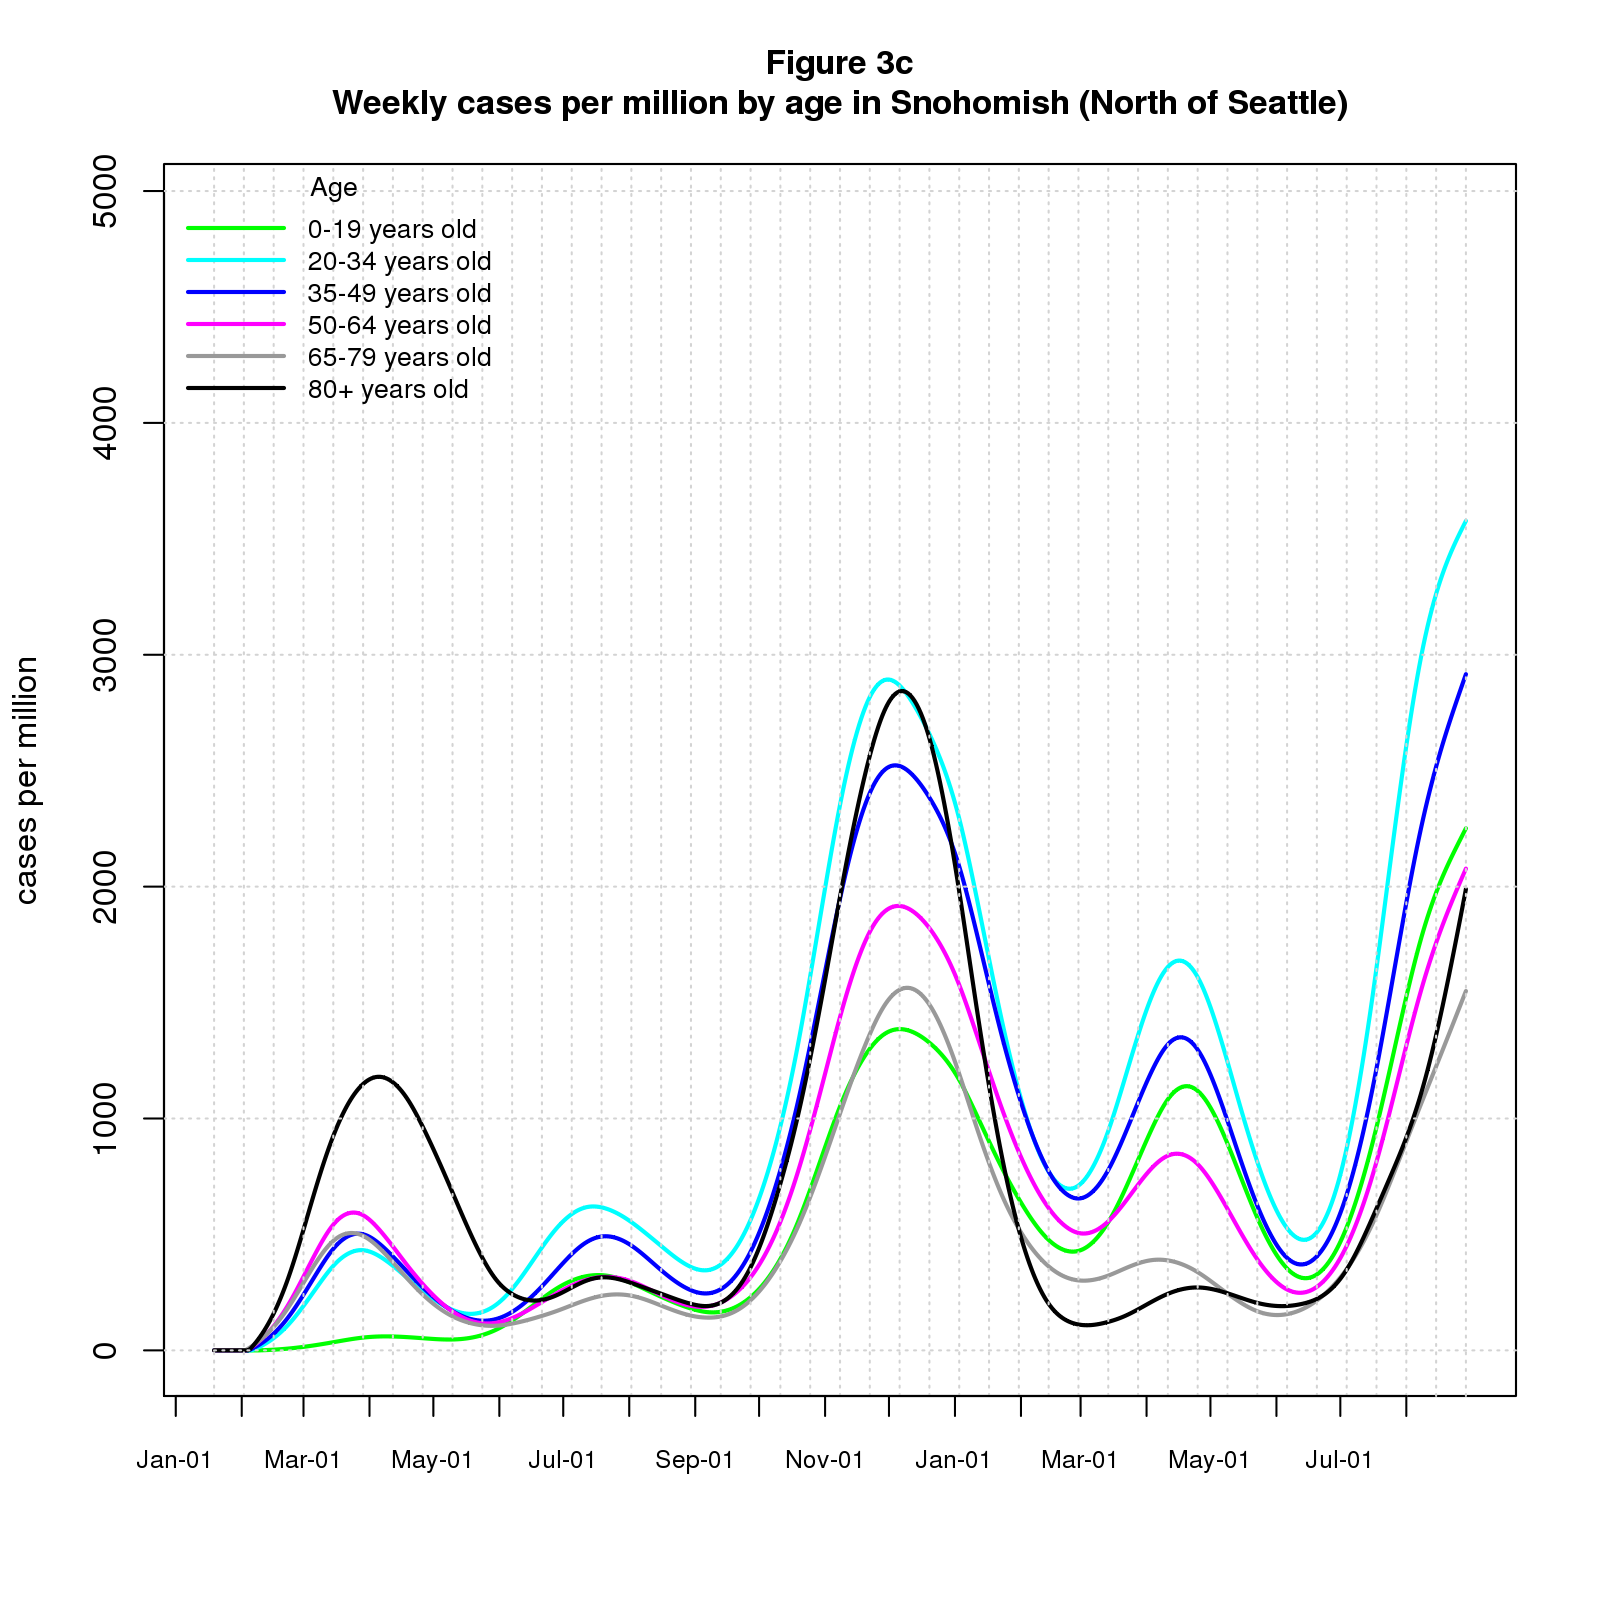 Figure 3c
Weekly cases per million by age in Snohomish (North of Seattle)
cases per million
5000
4000
3000
2000
1000
0
Age
0-19 years old
20-34 years old
35-49 years old
50-64 years old
65-79 years old
80+ years old
Jan-01 Mar-01 May-01 Jul-01 Sep-01 Nov-01 Jan-01 Mar-01 May-01 Jul-01